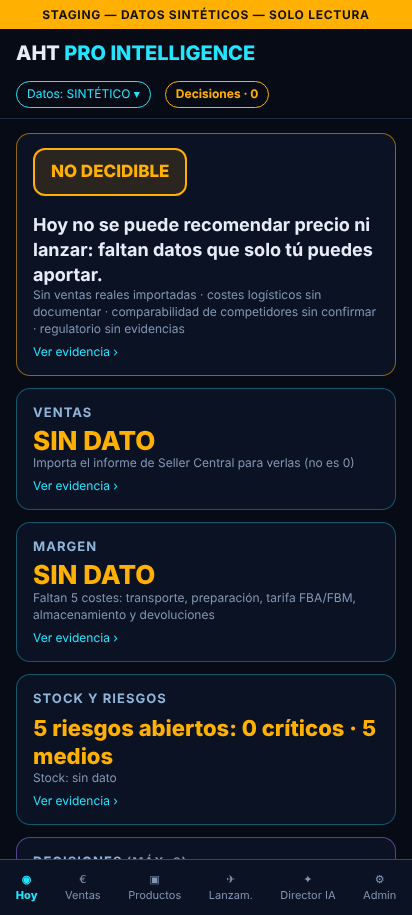 STAGING — DATOS SINTÉTICOS — SOLO LECTURA
AHT PRO INTELLIGENCE
Datos: SINTÉTICO ▾
Decisiones · 0
NO DECIDIBLE
Hoy no se puede recomendar precio ni
lanzar: faltan datos que solo tú puedes
aportar.
Sin ventas reales importadas · costes logísticos sin
documentar · comparabilidad de competidores sin confirmar
· regulatorio sin evidencias
Ver evidencia ›
VENTAS
SIN DATO
Importa el informe de Seller Central para verlas (no es 0)
Ver evidencia ›
MARGEN
SIN DATO
Faltan 5 costes: transporte, preparación, tarifa FBA/FBM,
almacenamiento y devoluciones
Ver evidencia ›
STOCK Y RIESGOS
5 riesgos abiertos: 0 críticos · 5
medios
Stock: sin dato
Ver evidencia ›
Hoy
€ Ventas
Productos
Lanzam.
Director IA
Admin